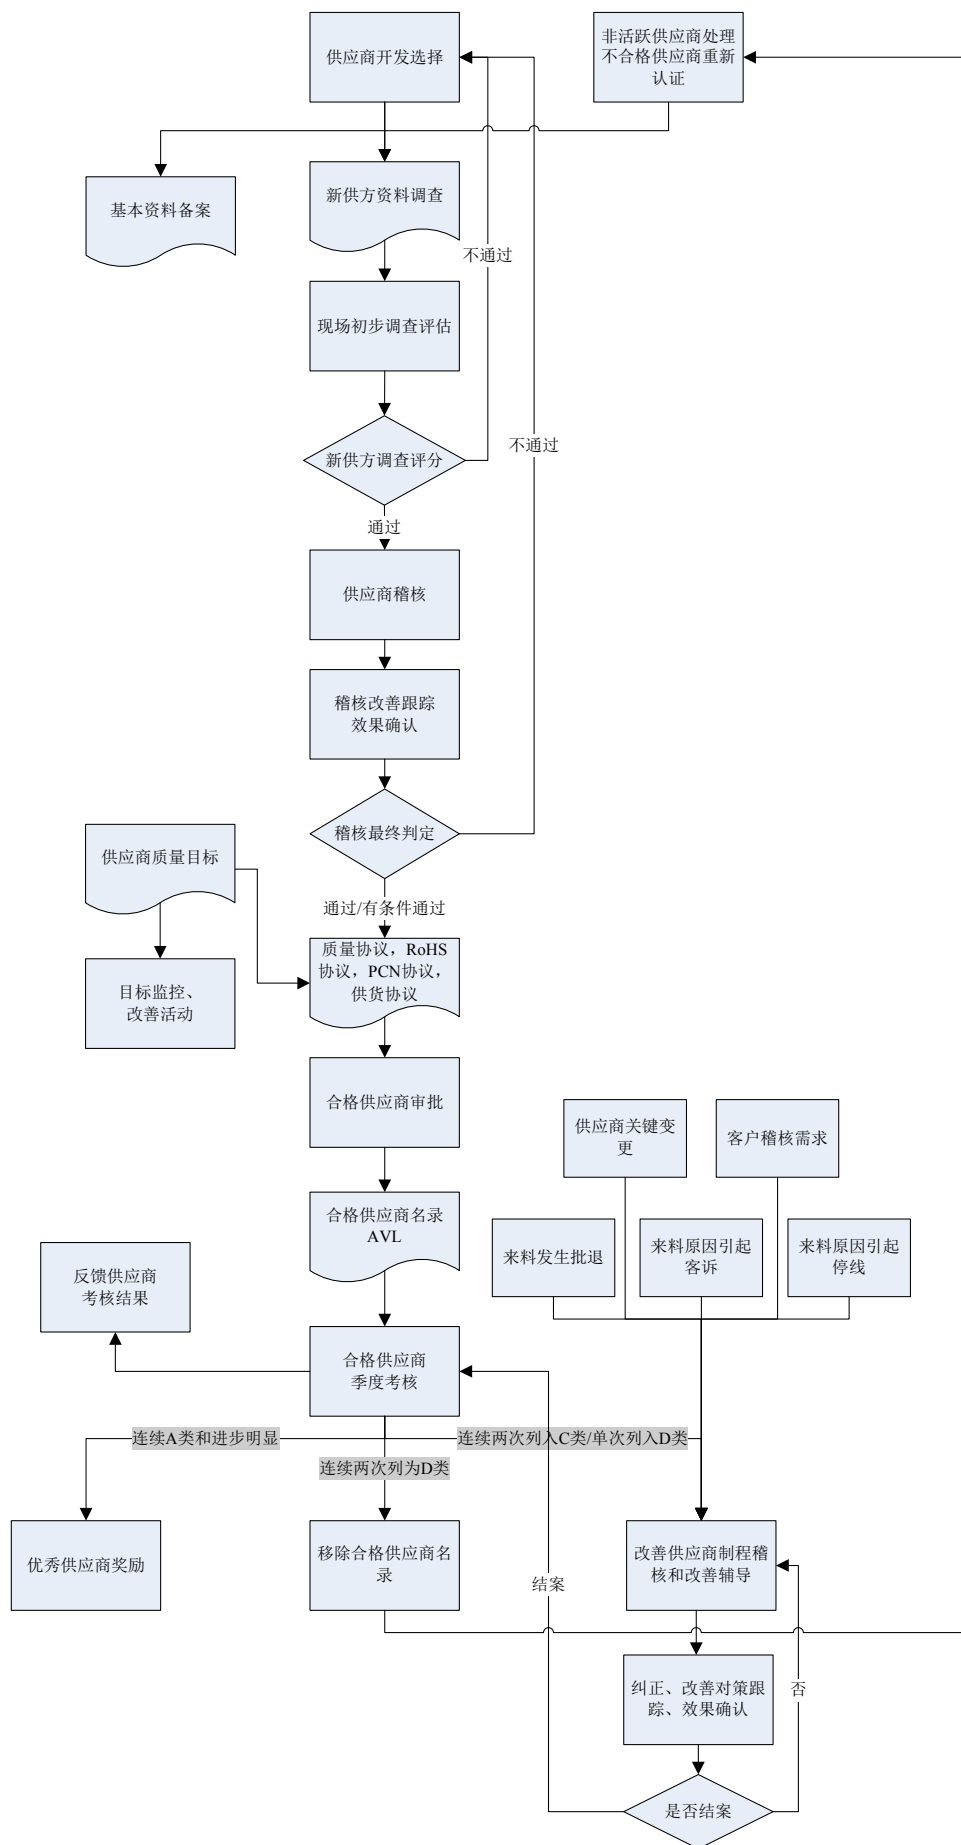 供应商开发选择
非活跃供应商处理
不合格供应商重新
认证
基本资料备案
新供方资料调查
不通过
现场初步调查评估
不通过
新供方调查评分
通过
供应商稽核
稽核改善跟踪
效果确认
稽核最终判定
供应商质量目标
通过/有条件通过
质量协议，RoHS
协议，PCN协议，
供货协议
目标监控、
改善活动
合格供应商审批
供应商关键变
更
客户稽核需求
合格供应商名录
AVL
来料发生批退
来料原因引起
客诉
来料原因引起
停线
反馈供应商
考核结果
合格供应商
季度考核
连续A类和进步明显
连续两次列入C类/单次列入D类
连续两次列为D类
优秀供应商奖励
移除合格供应商名
录
结案
改善供应商制程稽
核和改善辅导
纠正、改善对策跟
踪、效果确认
否
是否结案